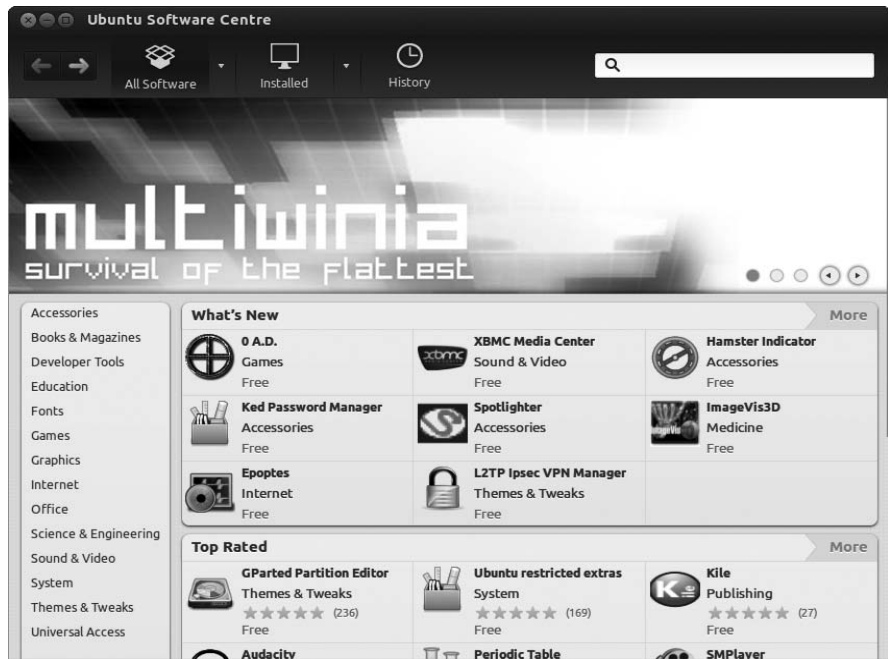 Ubuntu Software Centre
All Software
Installed
History
multiwinia
survival of the flattest
Accessories
Books & Magazines
Developer Tools
Education
Fonts
Games
Graphics
Internet
Office
Science & Engineering
Sound & Video
System
Themes & Tweaks
Universal Access
What's New
More
0 A.D.
Games
Free
XBMC Media Center
Sound & Video
Free
Hamster Indicator
Accessories
Free
Ked Password Manager
Accessories
Free
Spotlighter
Accessories
Free
ImageVis3D
Medicine
Free
Epoptes
Internet
Free
L2TP Ipsec VPN Manager
Themes & Tweaks
Free
Top Rated
More
GParted Partition Editor
Themes & Tweaks
(236)
Free
Ubuntu restricted extras
System
(169)
Free
Kile
Publishing
(27)
Free
Audacity
Periodic Table
SMPlayer